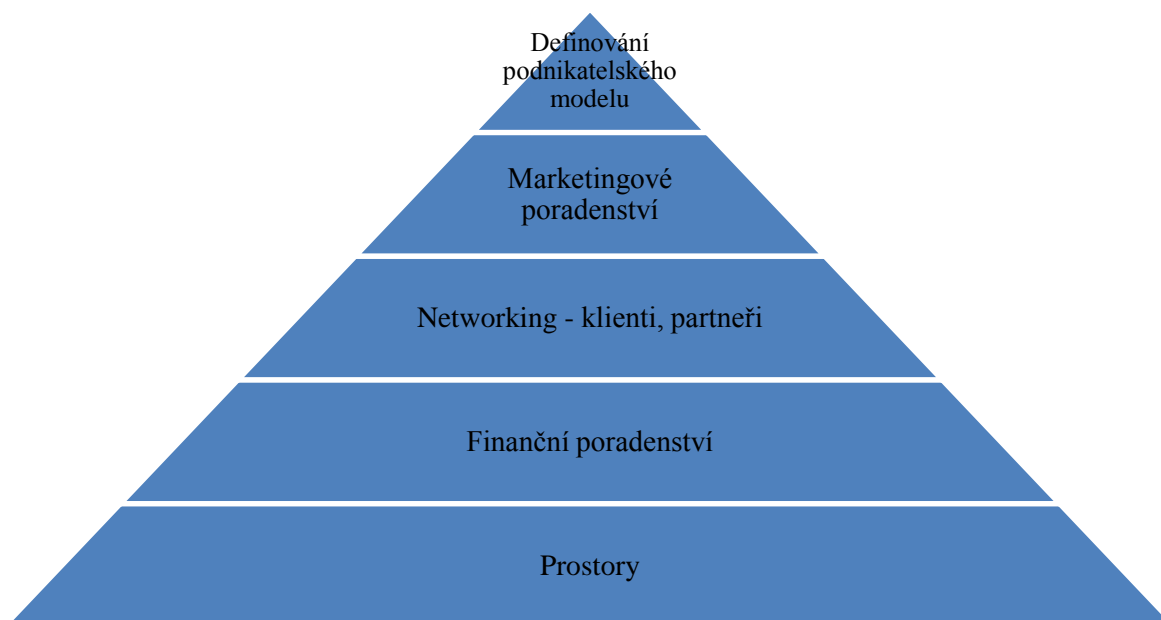 Definování
podnikatelského
modelu
Marketingové
poradenství
Networking - klienti, partneři
Finanční poradenství
Prostory